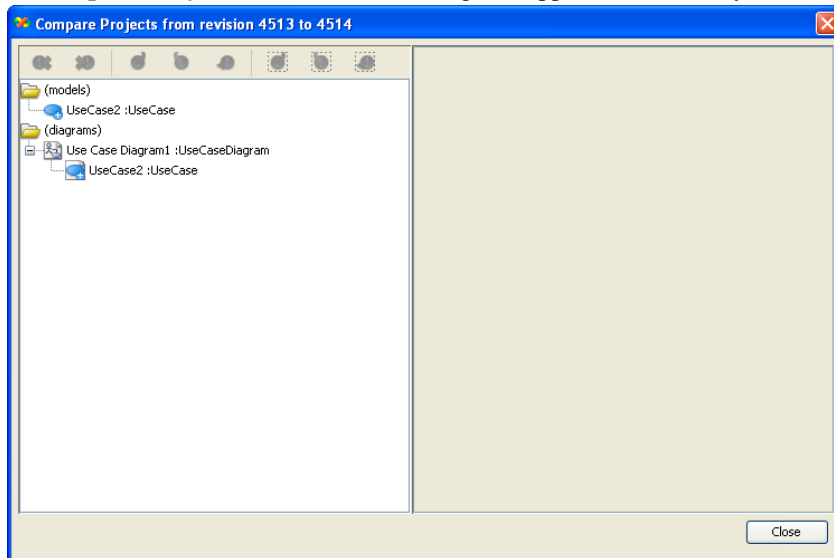 Compare Projects from revision 4513 to 4514
(models)
UseCase2 :UseCase
(diagrams)
Use Case Diagram1 :UseCaseDiagram
UseCase2 :UseCase
Close